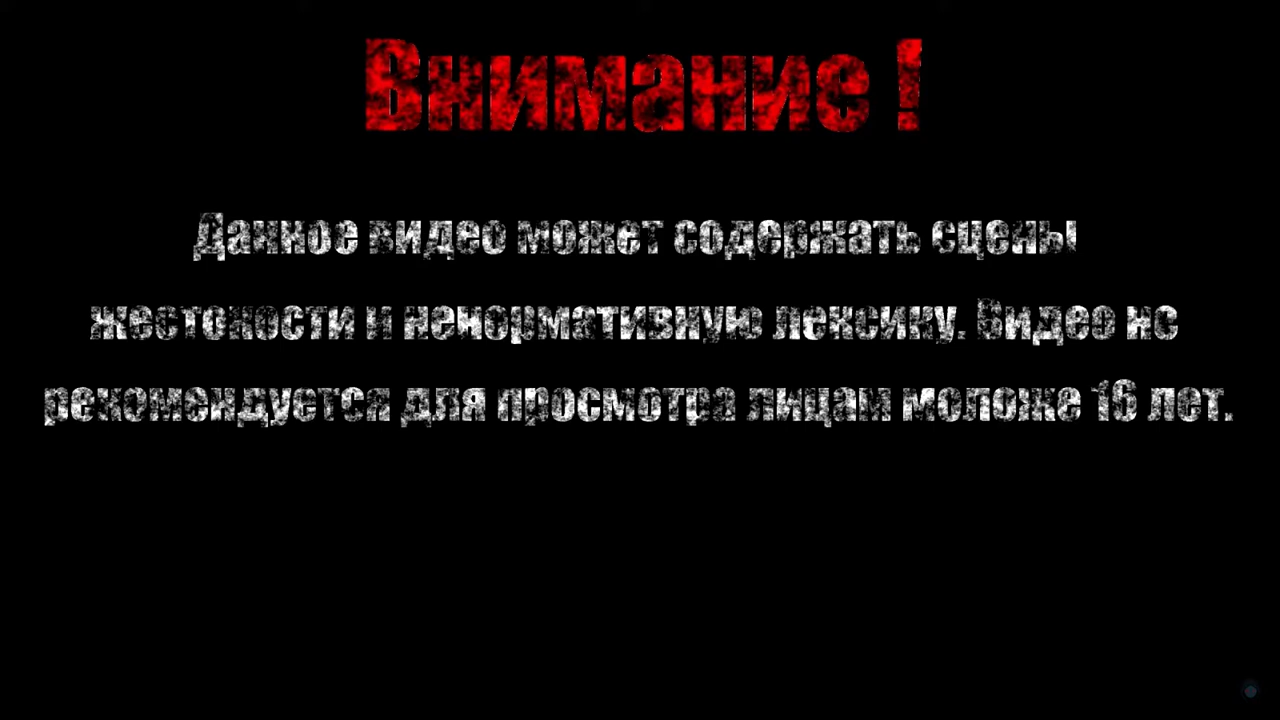 Внимание !
Данное видео может содержать сцены
жестокости и ненормативную лексику. Видео не
рекомендуется для просмотра лицам моложе 16 лет.